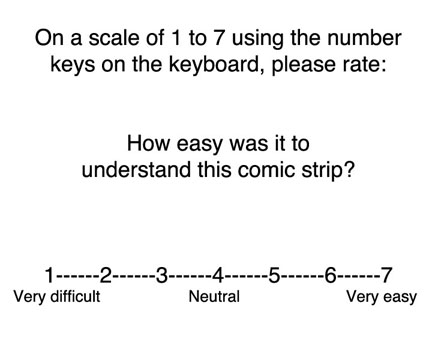 On a scale of 1 to 7 using the number
keys on the keyboard, please rate:
How easy was it to
understand this comic strip?
1------2------3------4------5------6------7
Very difficult Neutral Very easy